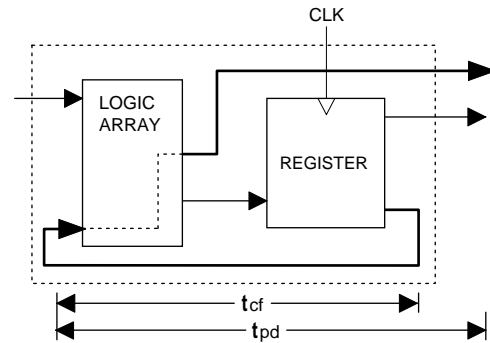 CLK
LOGIC
ARRAY
REGISTER
tcf
tpd